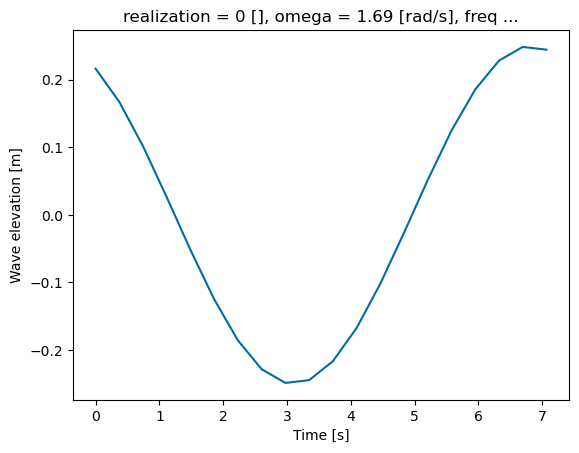 realization = 0 [], omega = 1.69 [rad/s], freq ...
Wave elevation [m]
0.2
0.1
0.0
−0.1
−0.2
0 1 2 3 4 5 6 7
Time [s]